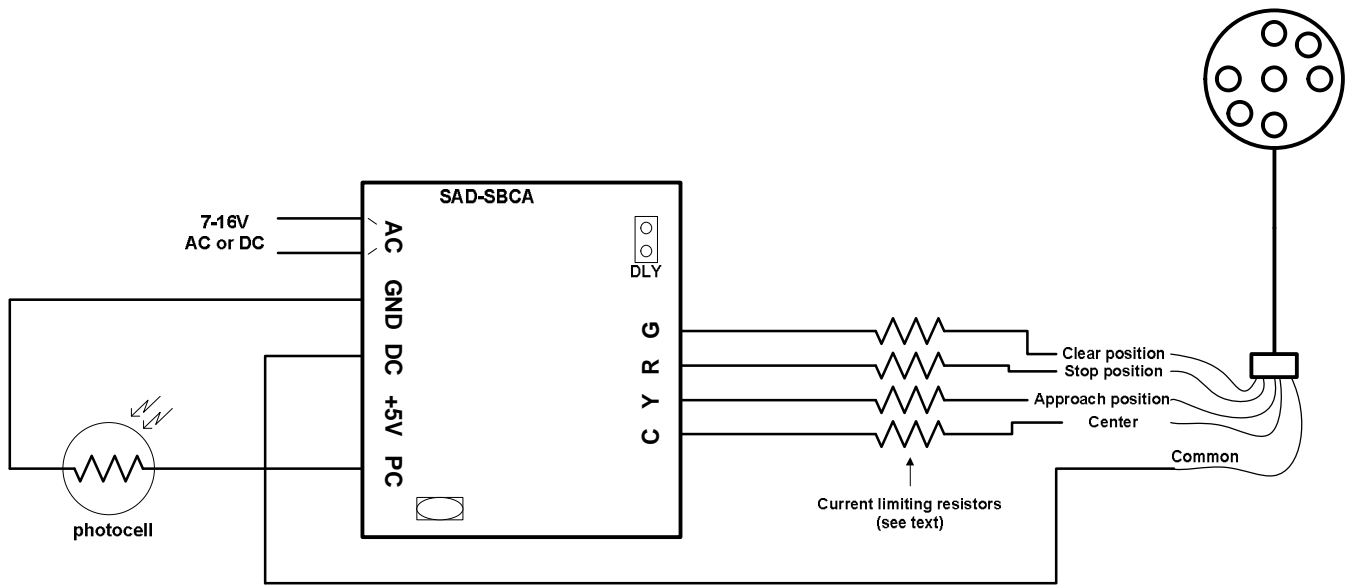 SAD-SBCA
7-16V
AC or DC
AC
GND
DC
+5V
PC
DLY
G
R
Y
C
Clear position
Stop position
Approach position
Center
Common
Current limiting resistors
(see text)
photocell